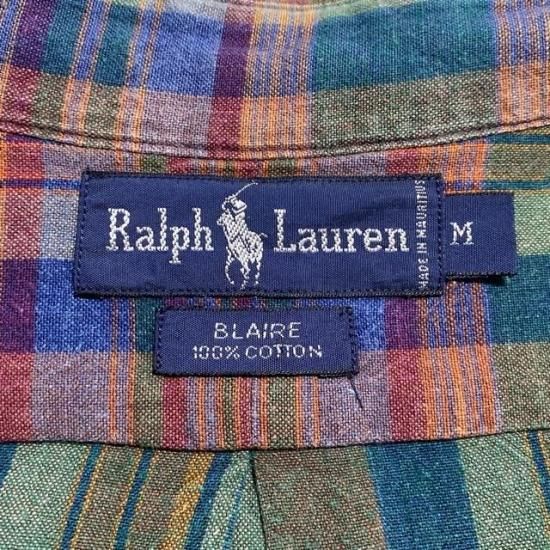 Ralph Lauren
MADE IN MAURITIUS
M
BLAIRE
100% COTTON